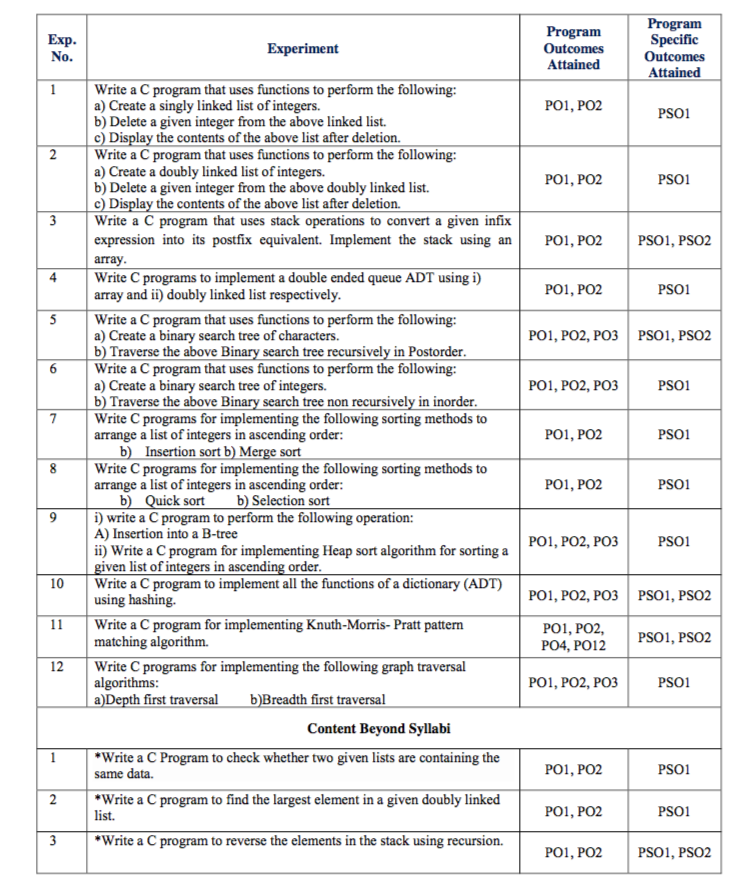 Exp. No.
Experiment
Program Outcomes Attained
Program Specific Outcomes Attained
1
Write a C program that uses functions to perform the following:
a) Create a singly linked list of integers.
b) Delete a given integer from the above linked list.
c) Display the contents of the above list after deletion.
PO1, PO2
PSO1
2
Write a C program that uses functions to perform the following:
a) Create a doubly linked list of integers.
b) Delete a given integer from the above doubly linked list.
c) Display the contents of the above list after deletion.
PO1, PO2
PSO1
3
Write a C program that uses stack operations to convert a given infix
expression into its postfix equivalent. Implement the stack using an
array.
PO1, PO2
PSO1, PSO2
4
Write C programs to implement a double ended queue ADT using i)
array and ii) doubly linked list respectively.
PO1, PO2
PSO1
5
Write a C program that uses functions to perform the following:
a) Create a binary search tree of characters.
b) Traverse the above Binary search tree recursively in Postorder.
PO1, PO2, PO3
PSO1, PSO2
6
Write a C program that uses functions to perform the following:
a) Create a binary search tree of integers.
b) Traverse the above Binary search tree non recursively in inorder.
PO1, PO2, PO3
PSO1
7
Write C programs for implementing the following sorting methods to
arrange a list of integers in ascending order:
b) Insertion sort b) Merge sort
PO1, PO2
PSO1
8
Write C programs for implementing the following sorting methods to
arrange a list of integers in ascending order:
b) Quick sort b) Selection sort
PO1, PO2
PSO1
9
i) write a C program to perform the following operation:
A) Insertion into a B-tree
ii) Write a C program for implementing Heap sort algorithm for sorting a
given list of integers in ascending order.
PO1, PO2, PO3
PSO1
10
Write a C program to implement all the functions of a dictionary (ADT)
using hashing.
PO1, PO2, PO3
PSO1, PSO2
11
Write a C program for implementing Knuth-Morris- Pratt pattern
matching algorithm.
PO1, PO2,
PO4, PO12
PSO1, PSO2
12
Write C programs for implementing the following graph traversal
algorithms:
a)Depth first traversal b)Breadth first traversal
PO1, PO2, PO3
PSO1
Content Beyond Syllabi
1
*Write a C Program to check whether two given lists are containing the
same data.
PO1, PO2
PSO1
2
*Write a C program to find the largest element in a given doubly linked
list.
PO1, PO2
PSO1
3
*Write a C program to reverse the elements in the stack using recursion.
PO1, PO2
PSO1, PSO2